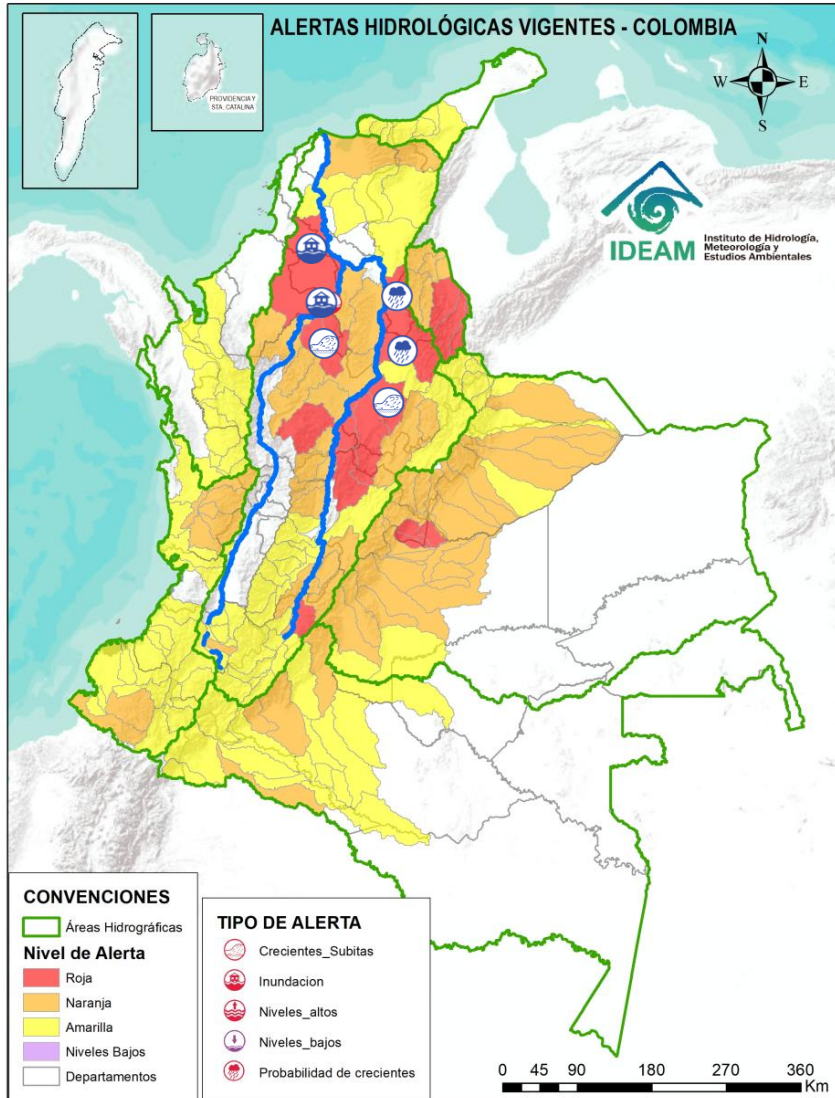 ALERTAS HIDROLÓGICAS VIGENTES - COLOMBIA
PROVIDENCIA Y
STA. CATALINA
N
W
E
S
IDEAM
Instituto de Hidrología,
Meteorología y
Estudios Ambientales
CONVENCIONES
Áreas Hidrográficas
Nivel de Alerta
Roja
Naranja
Amarilla
Niveles Bajos
Departamentos
TIPO DE ALERTA
Crecientes_Subitas
Inundacion
Niveles_altos
Niveles_bajos
Probabilidad de crecientes
0 45 90 180 270 360
Km